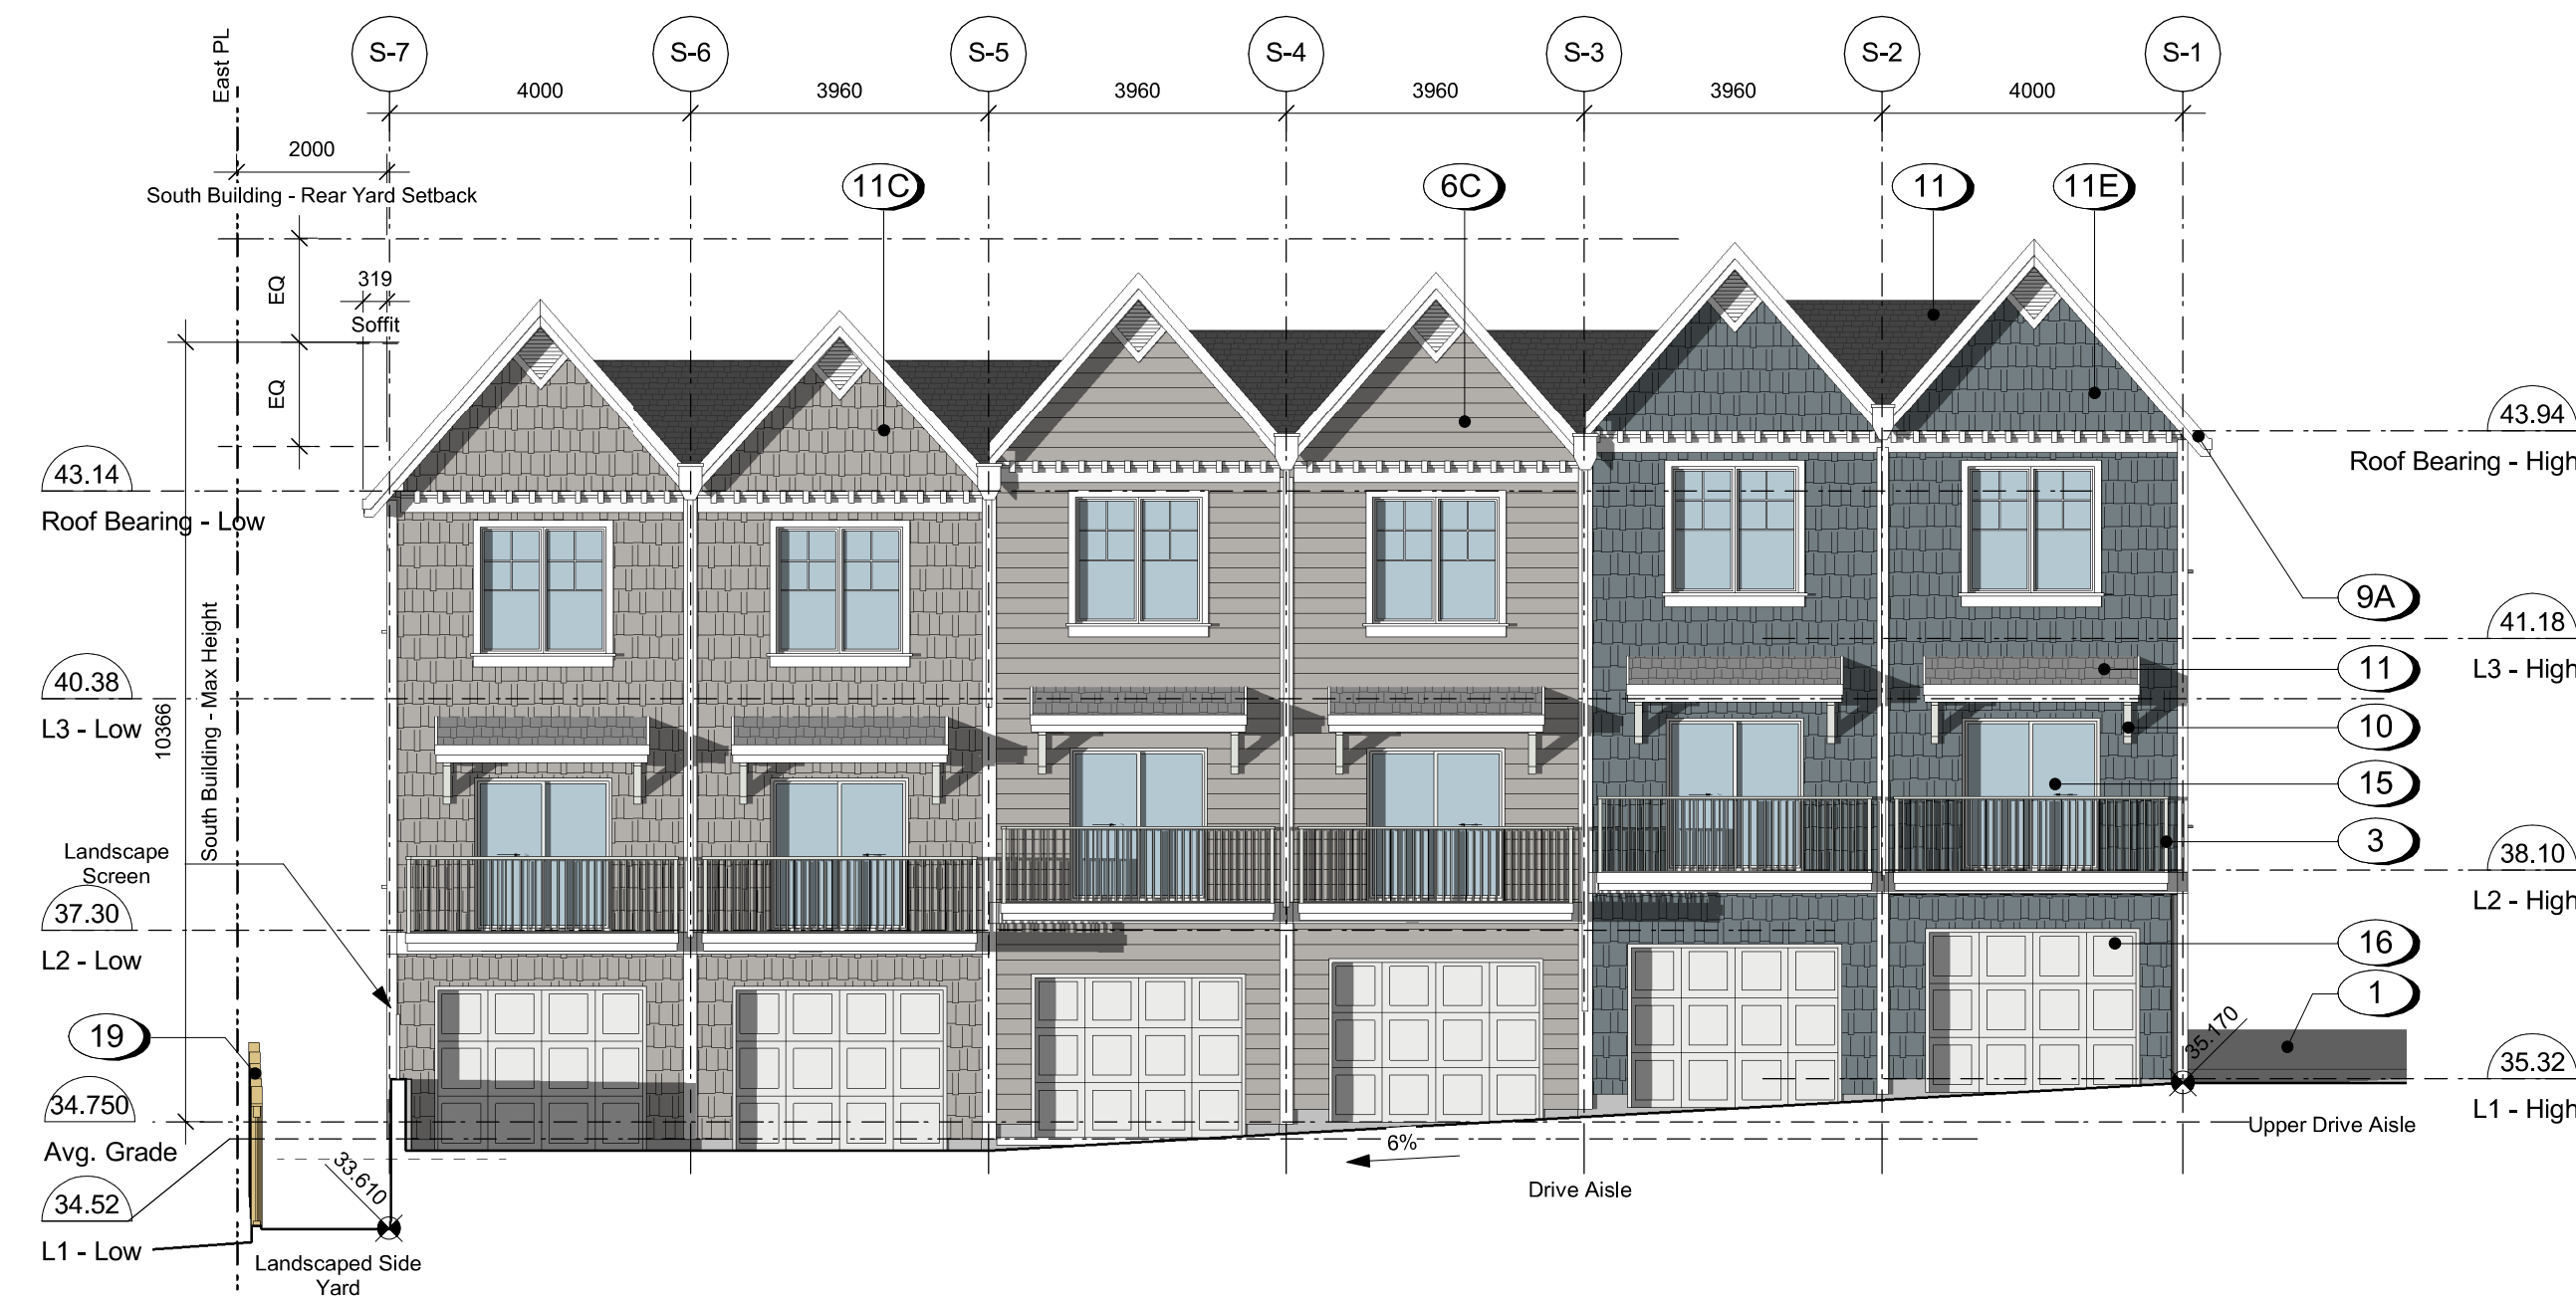 S-7
S-6
S-5
S-4
S-3
S-2
S-1
East PL
4000
3960
3960
3960
3960
4000
2000
South Building - Rear Yard Setback
11C
6C
11
11E
EQ
319
Soffit
EQ
43.14
Roof Bearing - Low
43.94
Roof Bearing - High
9A
40.38
L3 - Low
41.18
L3 - High
11
10
15
3
10366
South Building - Max Height
Landscape
Screen
37.30
L2 - Low
38.10
L2 - High
16
1
19
34.750
Avg. Grade
34.52
L1 - Low
33.610
35.170
35.32
L1 - High
Upper Drive Aisle
6%
Drive Aisle
Landscaped Side
Yard